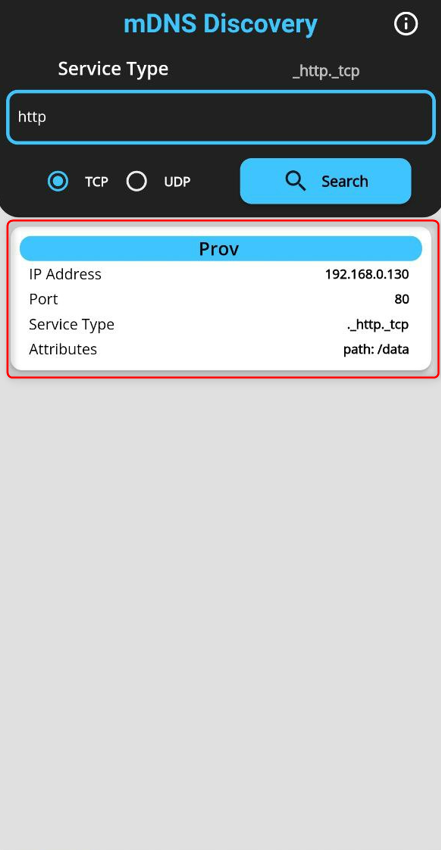 mDNS Discovery
Service Type _http._tcp
http
TCP UDP Search
Prov
IP Address 192.168.0.130
Port 80
Service Type ._http._tcp
Attributes path: /data